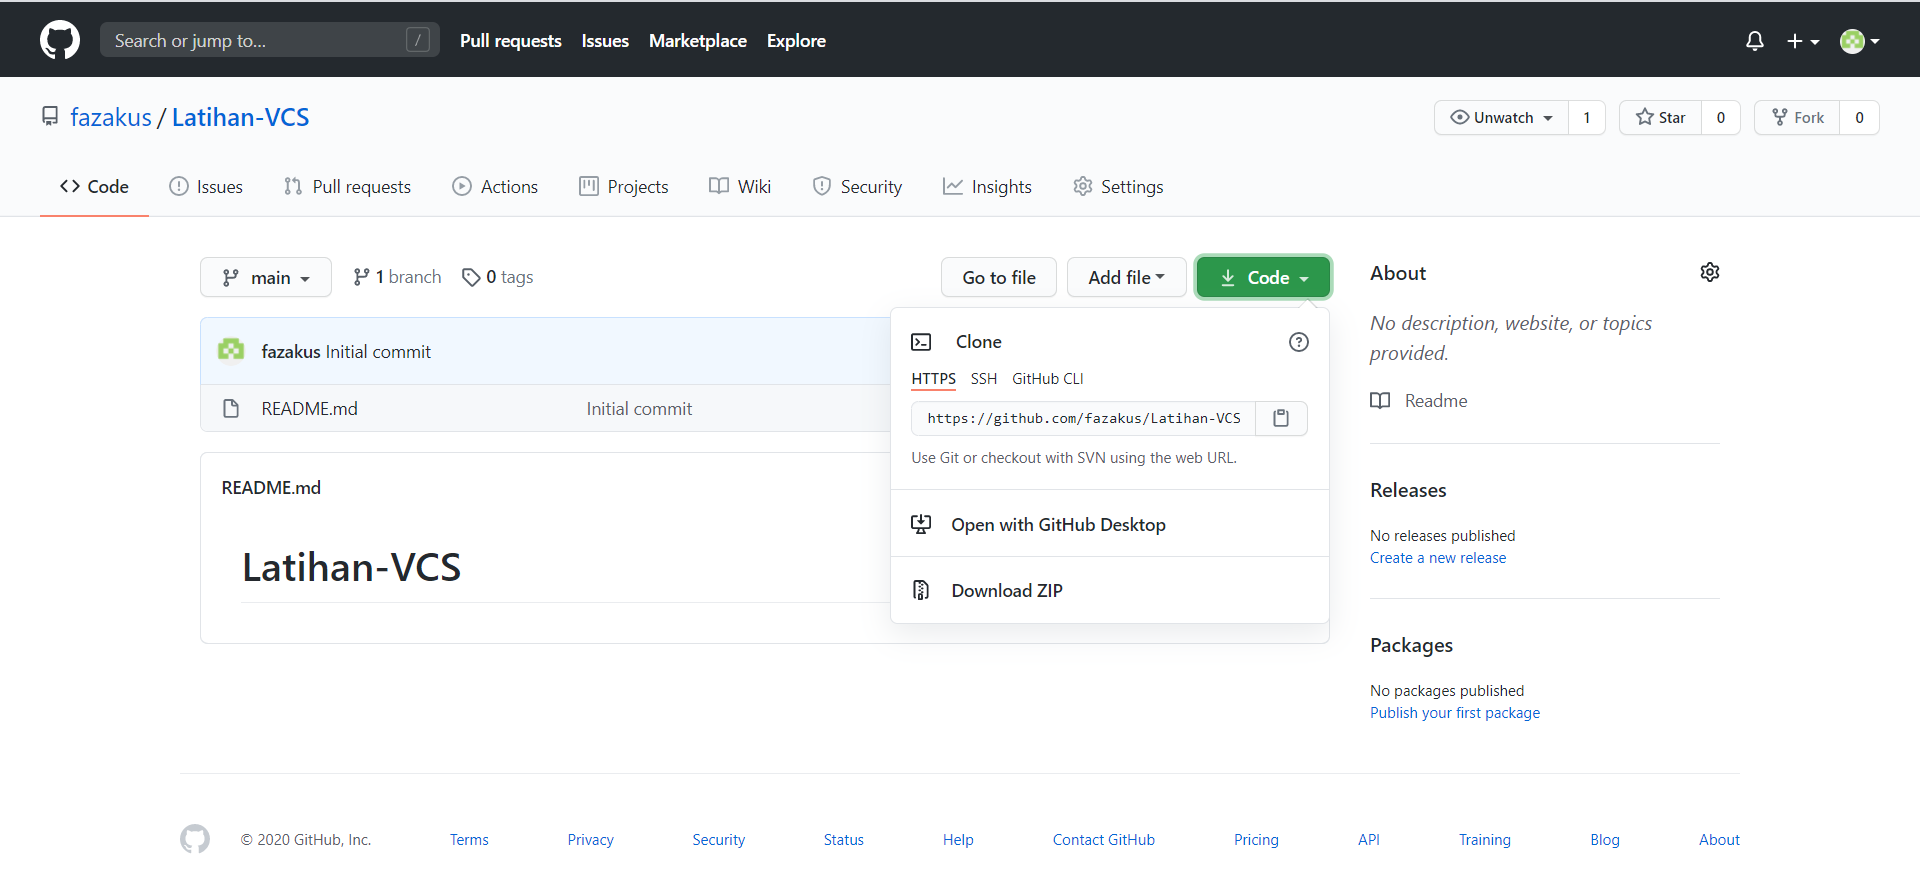 Search or jump to... /
Pull requests Issues Marketplace Explore
fazakus / Latihan-VCS
Unwatch 1 Star 0 Fork 0
Code Issues Pull requests Actions Projects Wiki Security Insights Settings
main 1 branch 0 tags Go to file Add file Code
fazakus Initial commit
README.md Initial commit
README.md
Latihan-VCS
Clone
HTTPS SSH GitHub CLI
https://github.com/fazakus/Latihan-VCS
Use Git or checkout with SVN using the web URL.
Open with GitHub Desktop
Download ZIP
About
No description, website, or topics
provided.
Readme
Releases
No releases published
Create a new release
Packages
No packages published
Publish your first package
© 2020 GitHub, Inc. Terms Privacy Security Status Help Contact GitHub Pricing API Training Blog About